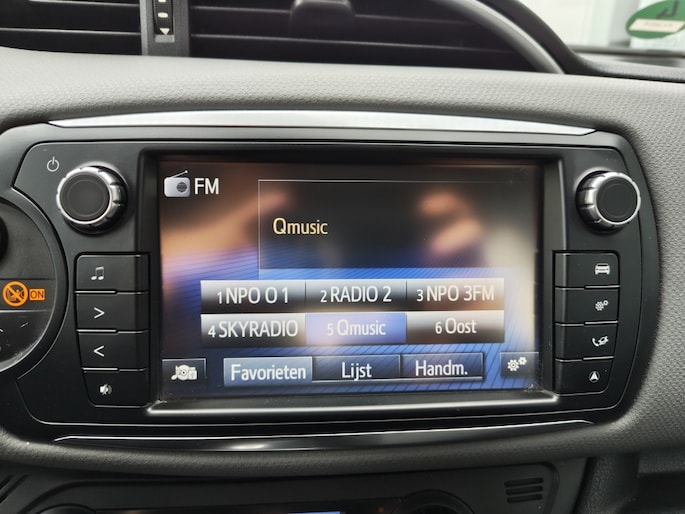 FM
Qmusic
1 NPO O 1
2 RADIO 2
3 NPO 3FM
4 SKYRADIO
5 Qmusic
6 Oost
Favorieten
Lijst
Handm.
ON